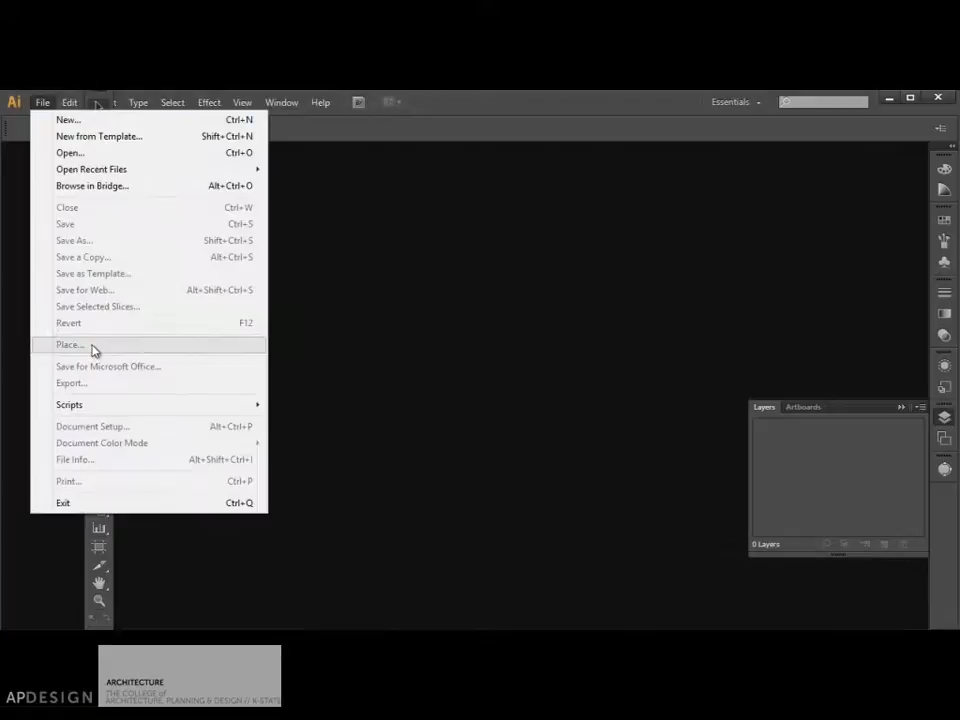 Ai File Edit t Type Select Effect View Window Help Essentials
New... Ctrl+N
New from Template... Shift+Ctrl+N
Open... Ctrl+O
Open Recent Files
Browse in Bridge... Alt+Ctrl+O
Close Ctrl+W
Save Ctrl+S
Save As... Shift+Ctrl+S
Save a Copy... Alt+Ctrl+S
Save as Template...
Save for Web... Alt+Shift+Ctrl+S
Save Selected Slices...
Revert F12
Place...
Save for Microsoft Office...
Export...
Scripts
Document Setup... Alt+Ctrl+P
Document Color Mode
File Info... Alt+Shift+Ctrl+I
Print... Ctrl+P
Exit Ctrl+Q
Layers Artboards
0 Layers
ARCHITECTURE
THE COLLEGE of
ARCHITECTURE, PLANNING & DESIGN // K-STATE
APDESIGN